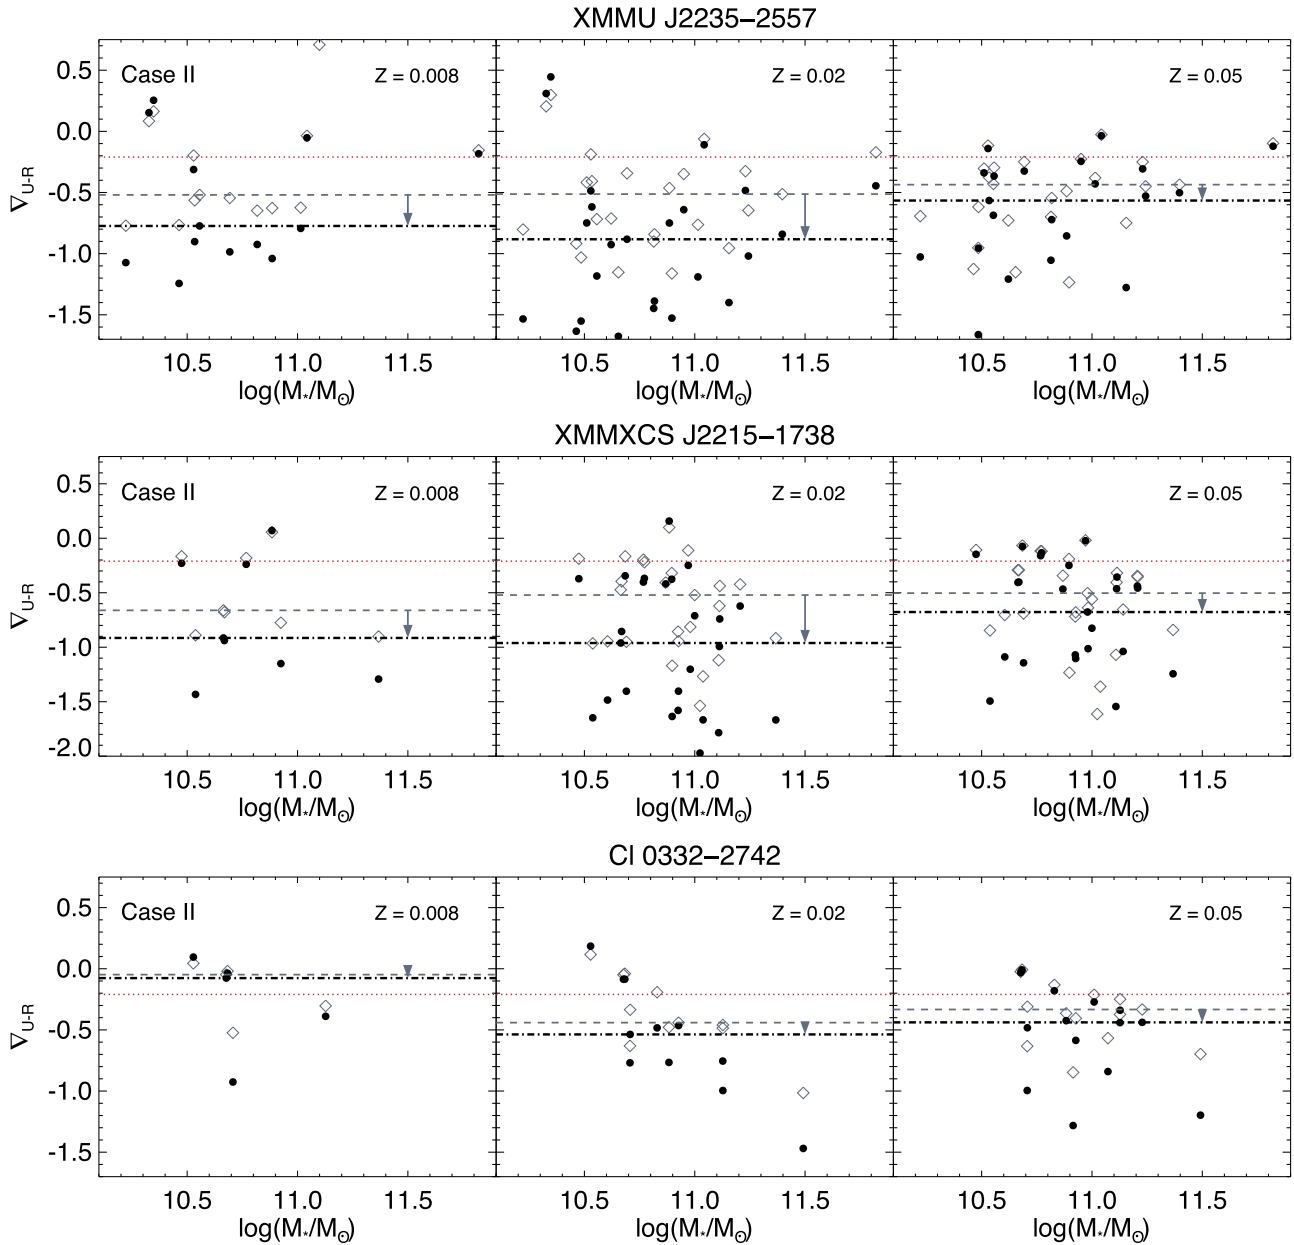 XMMU J2235−2557
Case II Z = 0.008 Z = 0.02 Z = 0.05
0.5
0.0
-0.5
-1.0
-1.5
∇U-R
10.5 11.0 11.5 10.5 11.0 11.5 10.5 11.0 11.5
log(M*/M⊙) log(M*/M⊙) log(M*/M⊙)
XMMXCS J2215−1738
Case II Z = 0.008 Z = 0.02 Z = 0.05
0.5
0.0
-0.5
-1.0
-1.5
-2.0
∇U-R
10.5 11.0 11.5 10.5 11.0 11.5 10.5 11.0 11.5
log(M*/M⊙) log(M*/M⊙) log(M*/M⊙)
Cl 0332−2742
Case II Z = 0.008 Z = 0.02 Z = 0.05
0.5
0.0
-0.5
-1.0
-1.5
∇U-R
10.5 11.0 11.5 10.5 11.0 11.5 10.5 11.0 11.5
log(M*/M⊙) log(M*/M⊙) log(M*/M⊙)